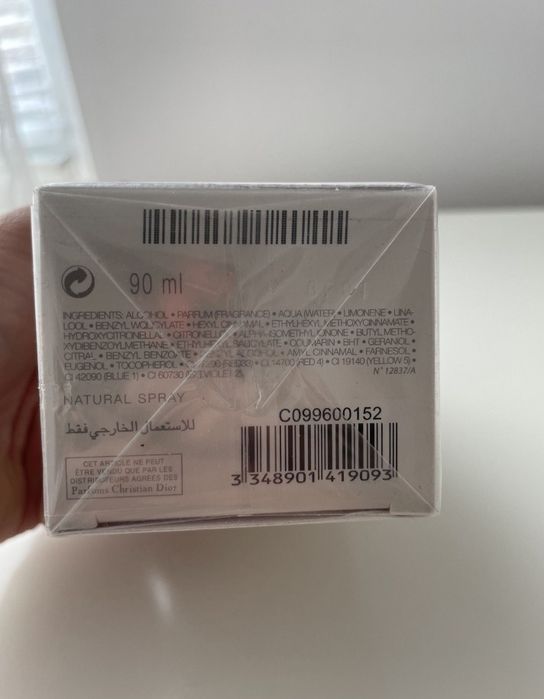 90 ml
INGREDIENTS: ALCOHOL • PARFUM (FRAGRANCE) • AQUA (WATER) • LIMONENE • LINA-
LOOL • BENZYL SALICYLATE • HEXYL CINNAMAL • ETHYLHEXYL METHOXYCINNAMATE •
HYDROXYCITRONELLAL • CITRONELLOL • ALPHA-ISOMETHYL IONONE • BUTYL METHO-
XYDIBENZOYLMETHANE • ETHYLHEXYL SALICYLATE • COUMARIN • BHT • GERANIOL •
CITRAL • BENZYL BENZOATE • BENZYL ALCOHOL • AMYL CINNAMAL • FARNESOL •
EUGENOL • TOCOPHEROL • CI 14700 (RED 4) • CI 19140 (YELLOW 5) •
CI 42090 (BLUE 1) • CI 60730
N° 12837/A
NATURAL SPRAY
للاستعمال الخارجي فقط
CET ARTICLE NE PEUT
ÊTRE VENDU QUE PAR LES
DISTRIBUTEURS AGRÉÉS DES
Parfums Christian Dior
C099600152
3 348901 419093